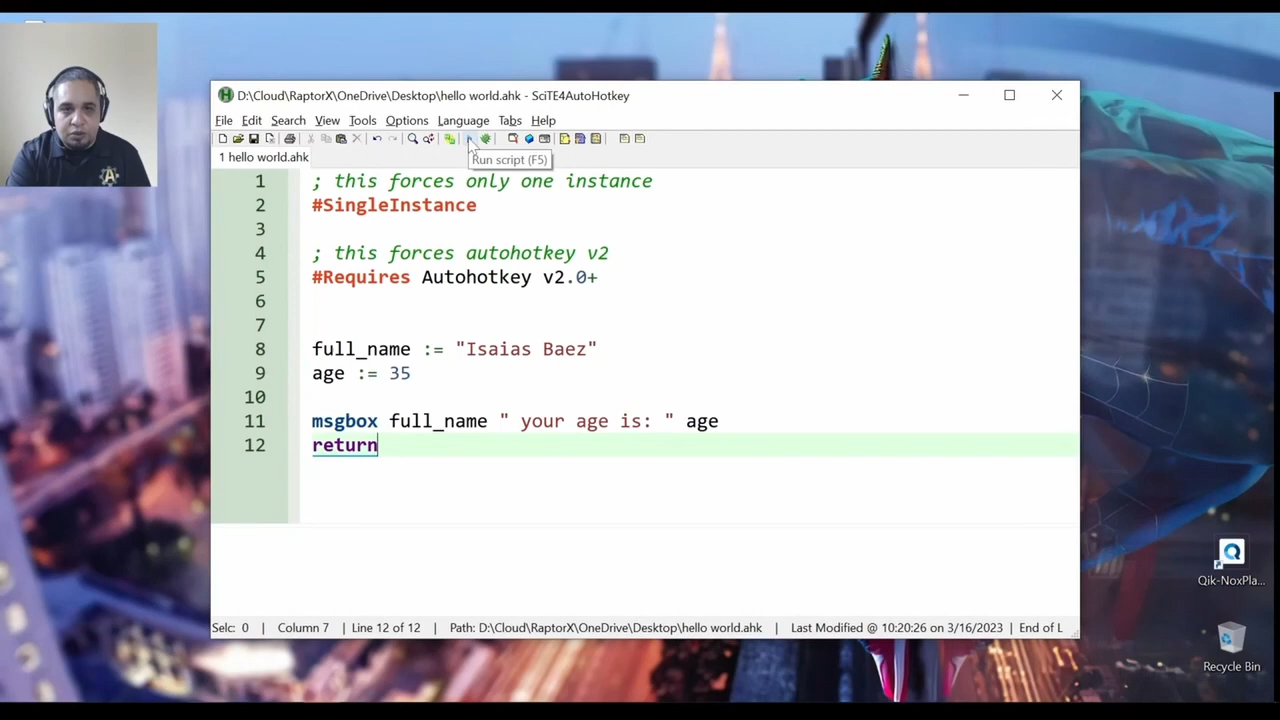 D:\Cloud\RaptorX\OneDrive\Desktop\hello world.ahk - SciTE4AutoHotkey
File Edit Search View Tools Options Language Tabs Help
1 hello world.ahk
Run script (F5)
1 ; this forces only one instance
2 #SingleInstance
3
4 ; this forces autohotkey v2
5 #Requires Autohotkey v2.0+
6
7
8 full_name := "Isaias Baez"
9 age := 35
10
11 msgbox full_name " your age is: " age
12 return
Selc: 0 | Column 7 | Line 12 of 12 | Path: D:\Cloud\RaptorX\OneDrive\Desktop\hello world.ahk | Last Modified @ 10:20:26 on 3/16/2023 | End of L
Qik-NoxPla...
Recycle Bin